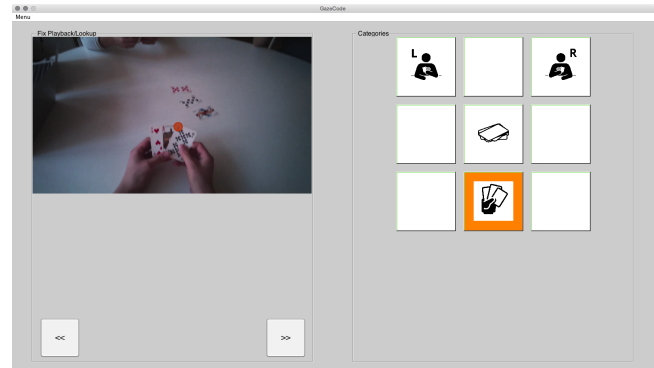 GazeCode
Menu
Fix Playback/Lookup
Categories
L
R
<<
>>